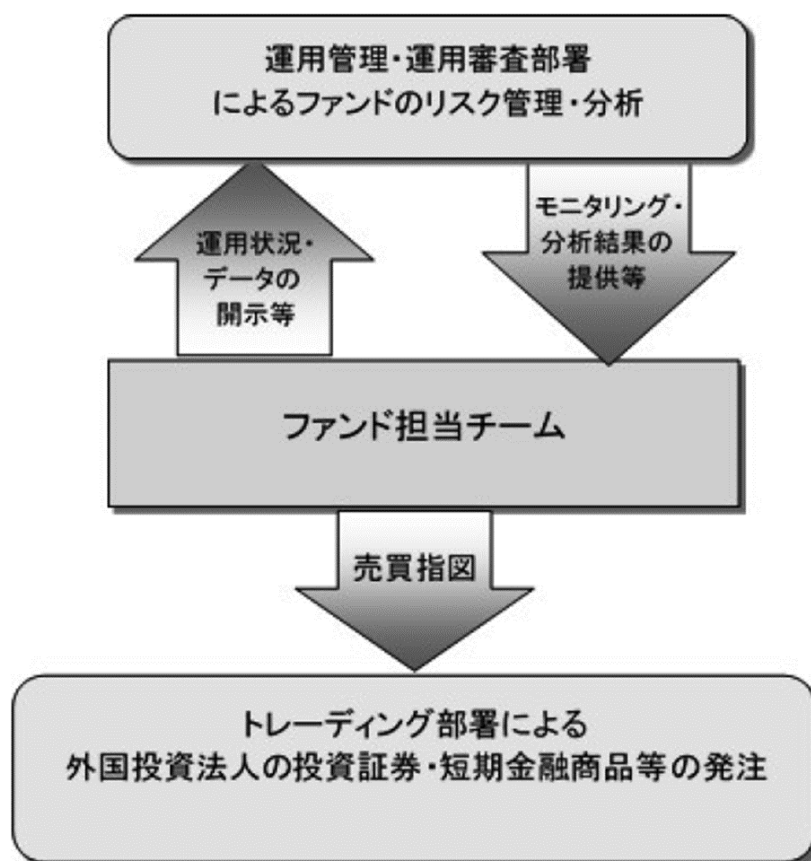 運用管理・運用審査部署
によるファンドのリスク管理・分析
運用状況・
データの
開示等
モニタリング・
分析結果の
提供等
ファンド担当チーム
売買指図
トレーディング部署による
外国投資法人の投資証券・短期金融商品等の発注